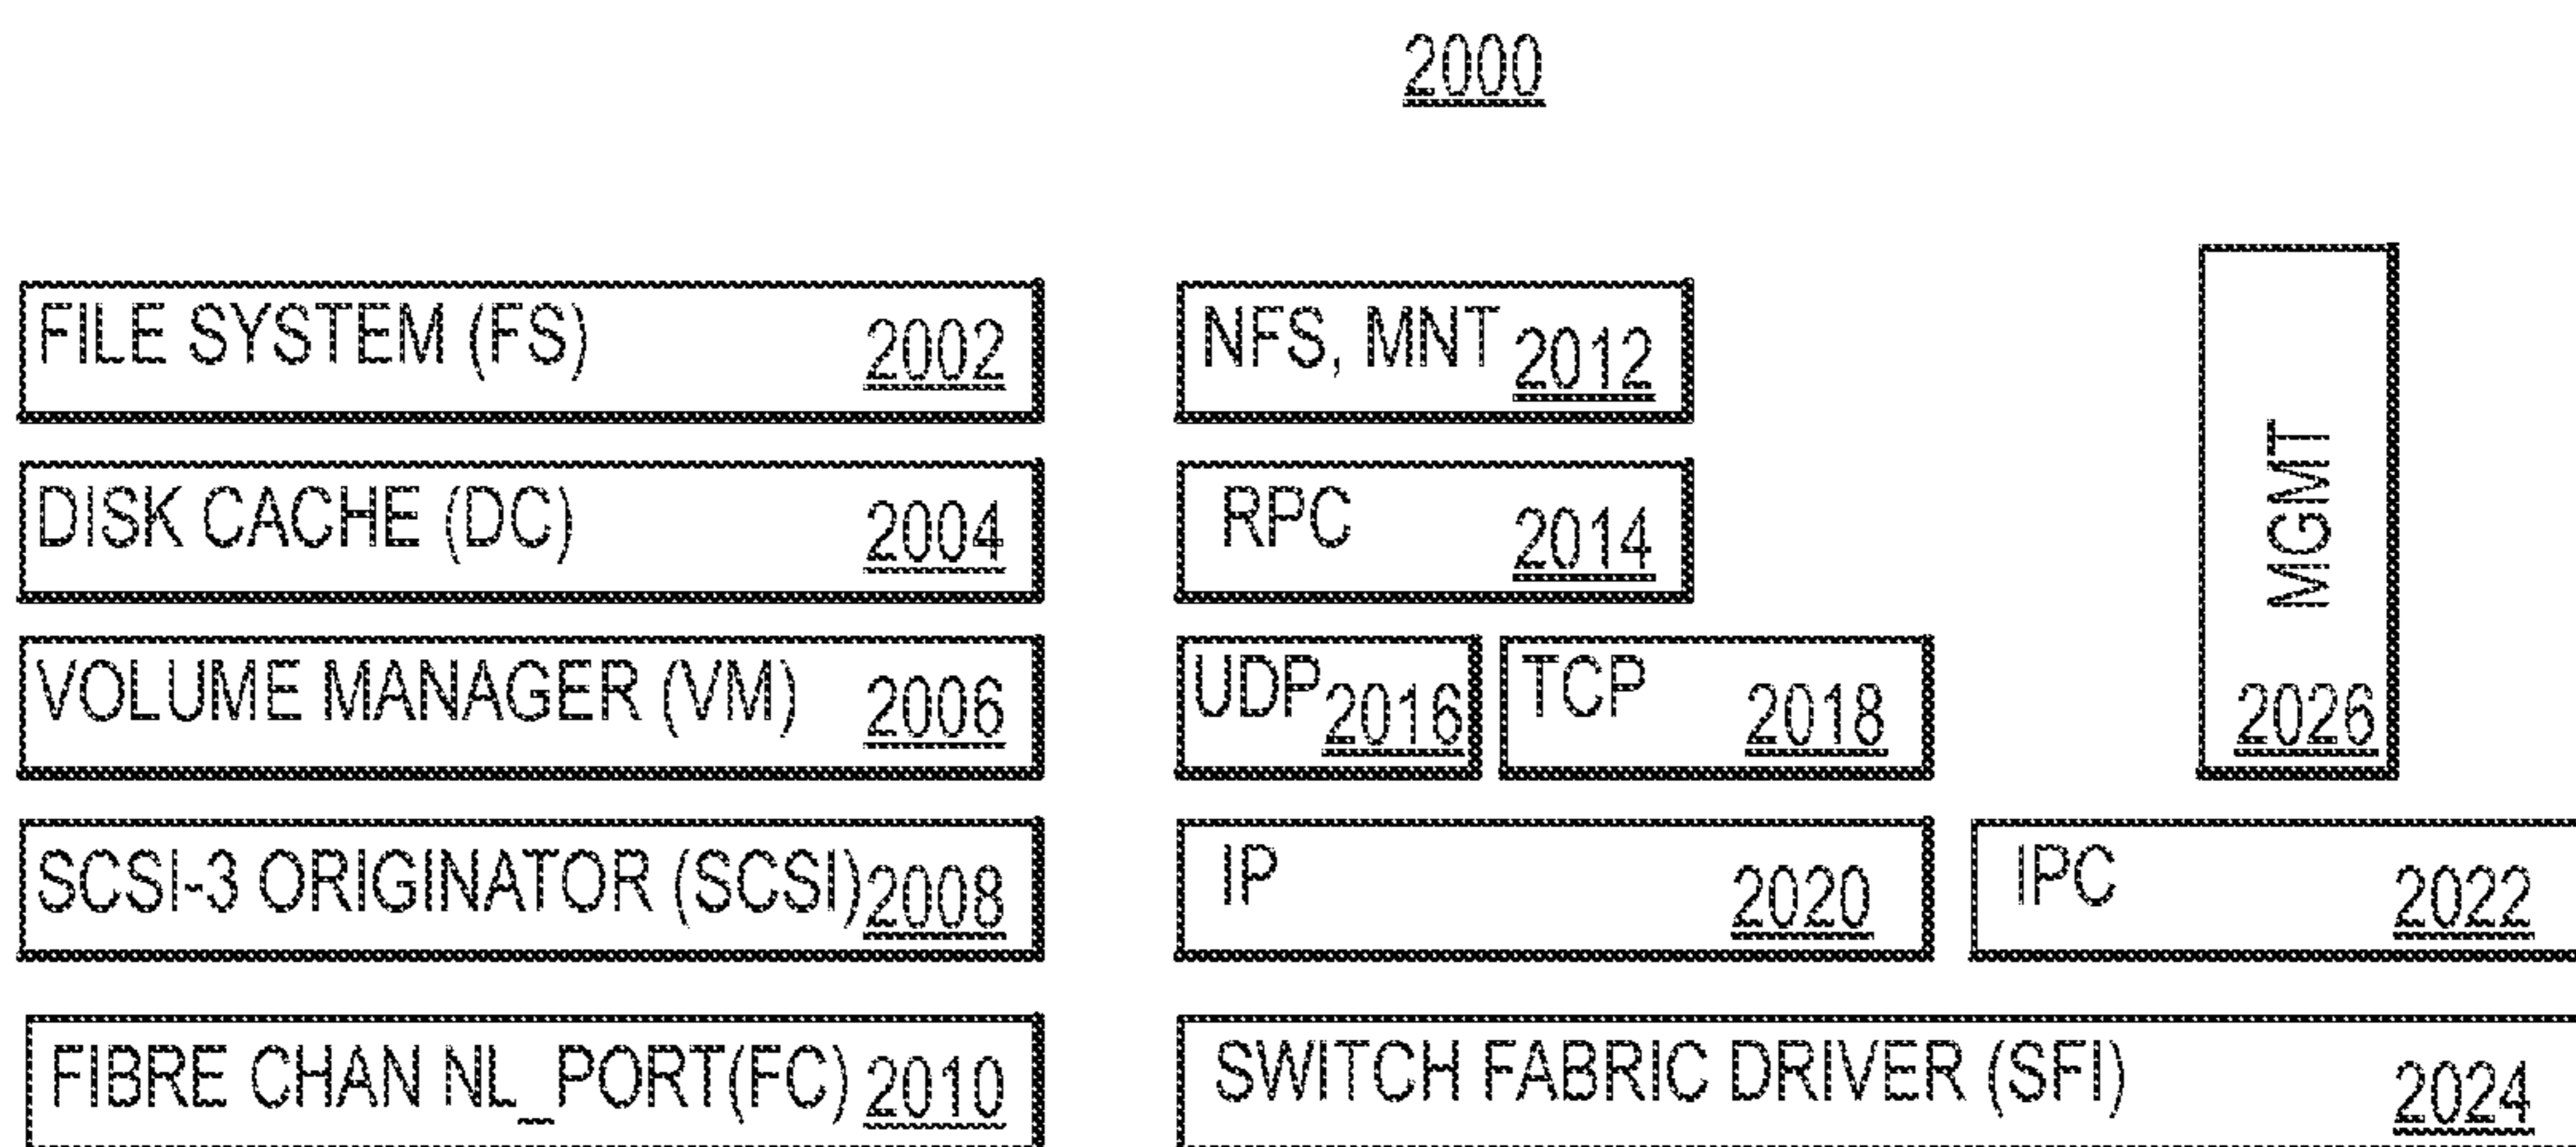 2000
FILE SYSTEM (FS) 2002
NFS, MNT 2012
DISK CACHE (DC) 2004
RPC 2014
MGMT 2026
VOLUME MANAGER (VM) 2006
UDP 2016
TCP 2018
SCSI-3 ORIGINATOR (SCSI) 2008
IP 2020
IPC 2022
FIBRE CHAN NL_PORT(FC) 2010
SWITCH FABRIC DRIVER (SFI) 2024